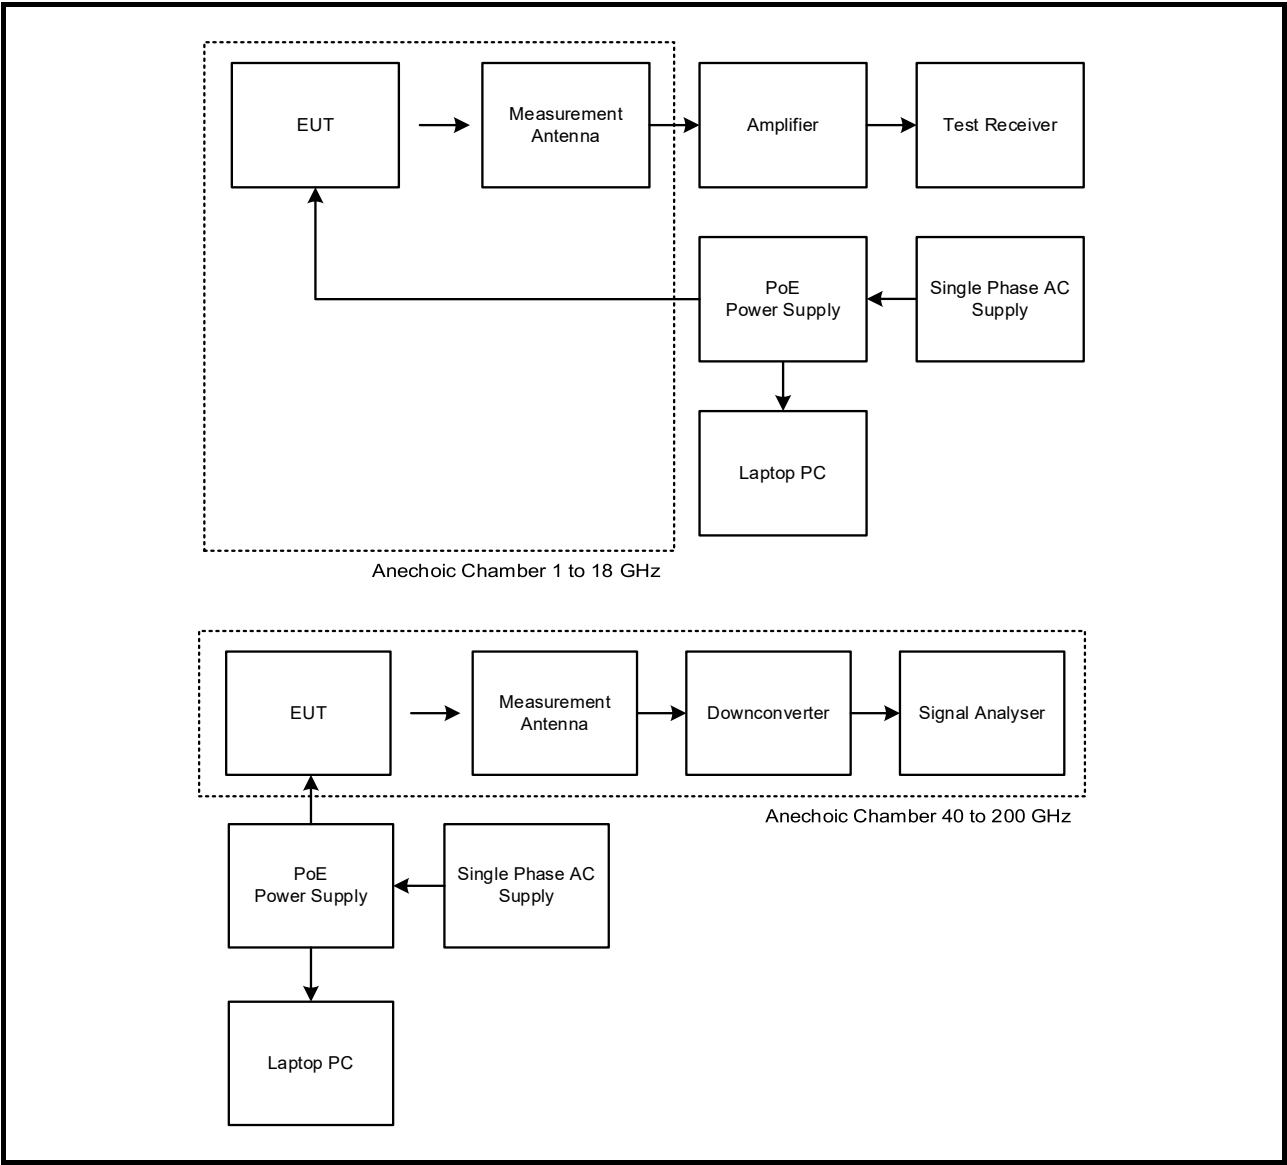 EUT
Measurement
Antenna
Amplifier
Test Receiver
PoE
Power Supply
Single Phase AC
Supply
Laptop PC
Anechoic Chamber 1 to 18 GHz
EUT
Measurement
Antenna
Downconverter
Signal Analyser
Anechoic Chamber 40 to 200 GHz
PoE
Power Supply
Single Phase AC
Supply
Laptop PC